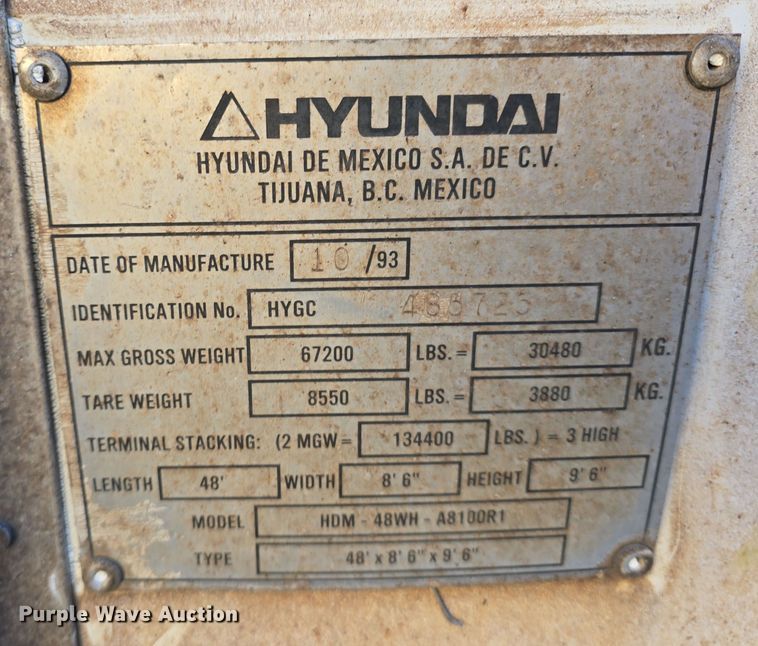 HYUNDAI
HYUNDAI DE MEXICO S.A. DE C.V.
TIJUANA, B.C. MEXICO
DATE OF MANUFACTURE 10 /93
IDENTIFICATION No. HYGC
MAX GROSS WEIGHT 67200 LBS. = 30480 KG.
TARE WEIGHT 8550 LBS. = 3880 KG.
TERMINAL STACKING: (2 MGW = 134400 LBS. ) = 3 HIGH
LENGTH 48' WIDTH 8' 6" HEIGHT 9' 6"
MODEL HDM - 48WH - A8100R1
TYPE 48' x 8' 6" x 9' 6"
Purple Wave Auction